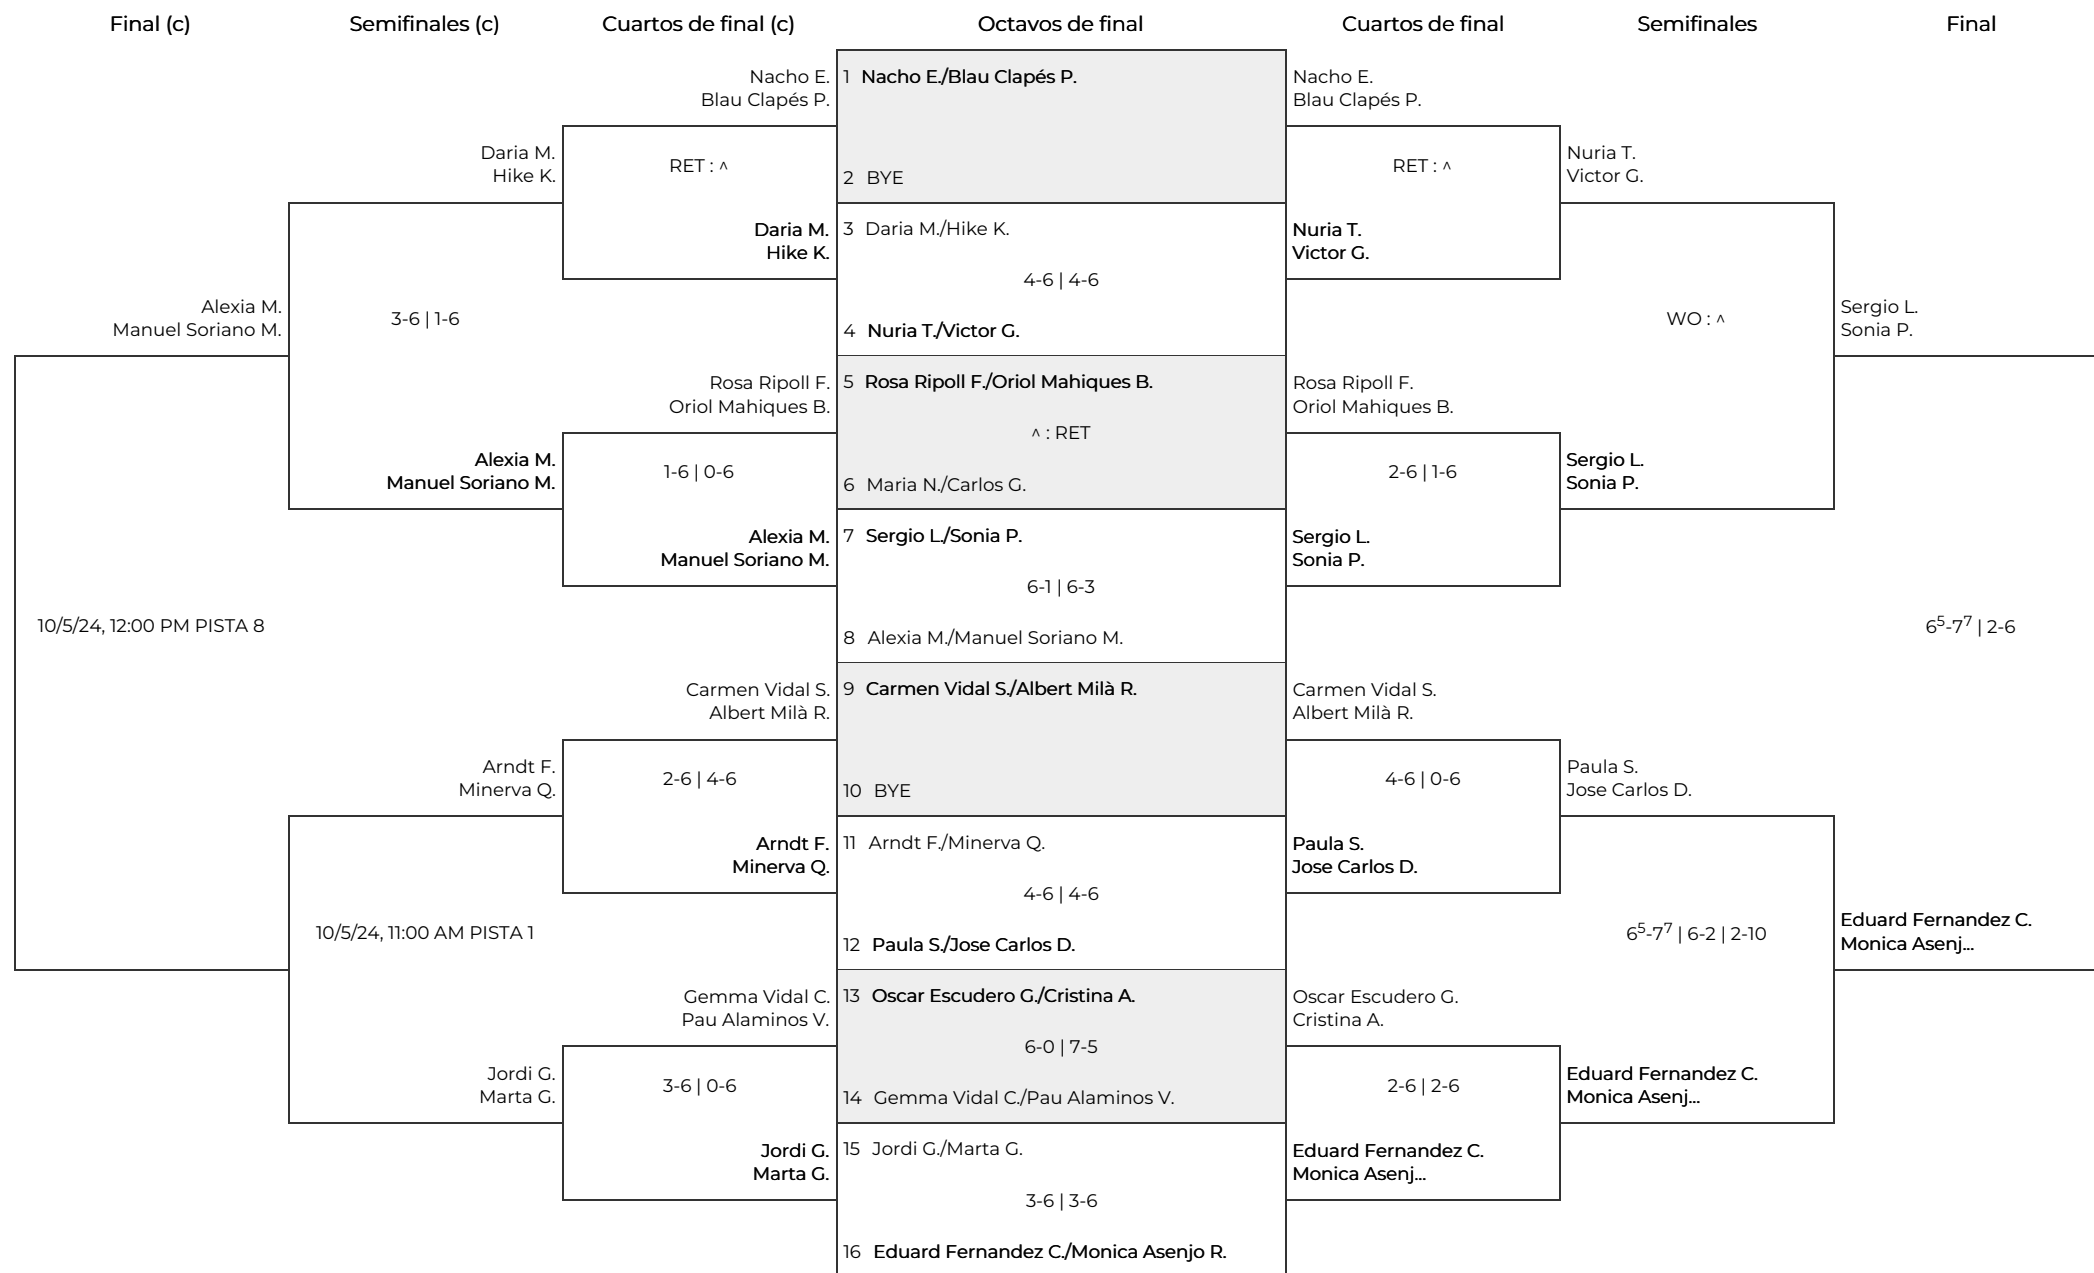 Final (c) Semifinales (c) Cuartos de final (c) Octavos de final Cuartos de final Semifinales Final
Nacho E. 1 Nacho E./Blau Clapés P. Nacho E.
Blau Clapés P. Blau Clapés P.
Daria M. Nuria T.
RET : ^ RET : ^
Hike K. 2 BYE Victor G.
Daria M. 3 Daria M./Hike K. Nuria T.
Hike K. Victor G.
4-6 | 4-6
Alexia M. Sergio L.
3-6 | 1-6 WO : ^
Manuel Soriano M. 4 Nuria T./Victor G. Sonia P.
Rosa Ripoll F. 5 Rosa Ripoll F./Oriol Mahiques B. Rosa Ripoll F.
Oriol Mahiques B. Oriol Mahiques B.
^ : RET
Alexia M. Sergio L.
1-6 | 0-6 2-6 | 1-6
Manuel Soriano M. 6 Maria N./Carlos G. Sonia P.
Alexia M. 7 Sergio L./Sonia P. Sergio L.
Manuel Soriano M. Sonia P.
6-1 | 6-3
10/5/24, 12:00 PM PISTA 8 6⁵-7⁷ | 2-6
8 Alexia M./Manuel Soriano M.
Carmen Vidal S. 9 Carmen Vidal S./Albert Milà R. Carmen Vidal S.
Albert Milà R. Albert Milà R.
Arndt F. Paula S.
2-6 | 4-6 4-6 | 0-6
Minerva Q. 10 BYE Jose Carlos D.
Arndt F. 11 Arndt F./Minerva Q. Paula S.
Minerva Q. Jose Carlos D.
4-6 | 4-6
Eduard Fernandez C.
10/5/24, 11:00 AM PISTA 1 6⁵-7⁷ | 6-2 | 2-10
12 Paula S./Jose Carlos D. Monica Asenj...
Gemma Vidal C. 13 Oscar Escudero G./Cristina A. Oscar Escudero G.
Pau Alaminos V. Cristina A.
6-0 | 7-5
Jordi G. Eduard Fernandez C.
3-6 | 0-6 2-6 | 2-6
Marta G. 14 Gemma Vidal C./Pau Alaminos V. Monica Asenj...
Jordi G. 15 Jordi G./Marta G. Eduard Fernandez C.
Marta G. Monica Asenj...
3-6 | 3-6
16 Eduard Fernandez C./Monica Asenjo R.